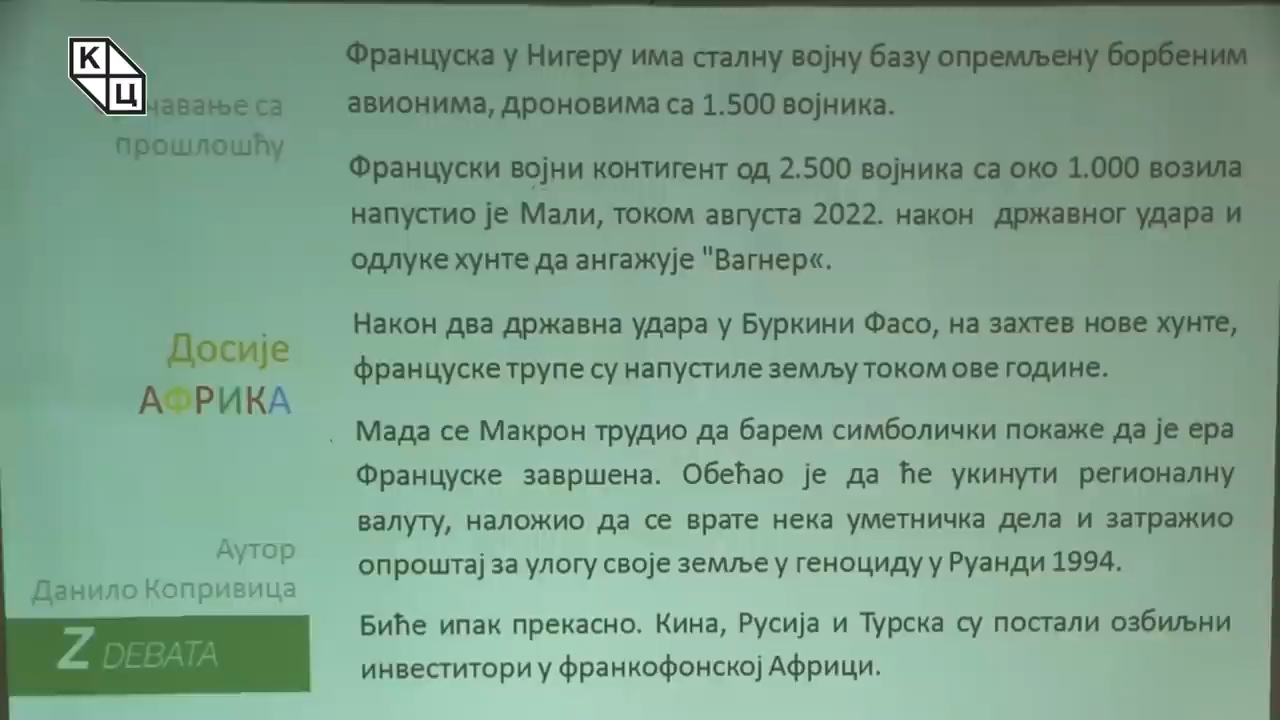 К
Ц
чавање са
прошлошћу
Досије
АФРИКА
Аутор
Данило Копривица
Z DEBATA
Француска у Нигеру има сталну војну базу опремљену борбеним
авионима, дроновима са 1.500 војника.
Француски војни контигент од 2.500 војника са око 1.000 возила
напустио је Мали, током августа 2022. након државног удара и
одлуке хунте да ангажује "Вагнер«.
Након два државна удара у Буркини Фасо, на захтев нове хунте,
француске трупе су напустиле земљу током ове године.
Мада се Макрон трудио да барем симболички покаже да је ера
Француске завршена. Обећао је да ће укинути регионалну
валуту, наложио да се врате нека уметничка дела и затражио
опроштај за улогу своје земље у геноциду у Руанди 1994.
Биће ипак прекасно. Кина, Русија и Турска су постали озбиљни
инвеститори у франкофонској Африци.